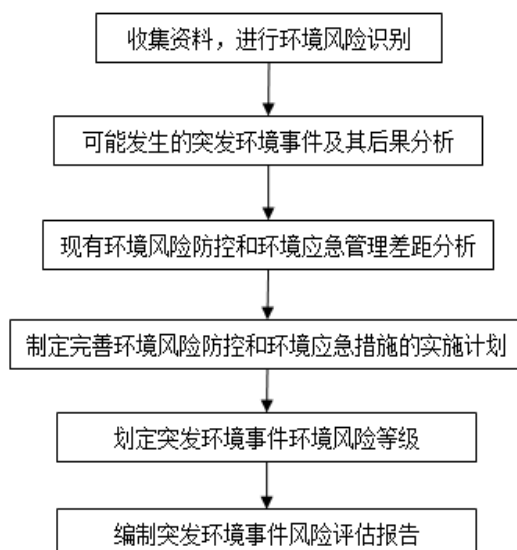 收集资料，进行环境风险识别
可能发生的突发环境事件及其后果分析
现有环境风险防控和环境应急管理差距分析
制定完善环境风险防控和环境应急措施的实施计划
划定突发环境事件环境风险等级
编制突发环境事件风险评估报告